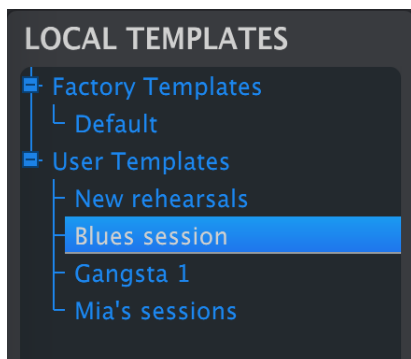 LOCAL TEMPLATES
Factory Templates
Default
User Templates
New rehearsals
Blues session
Gangsta 1
Mia's sessions